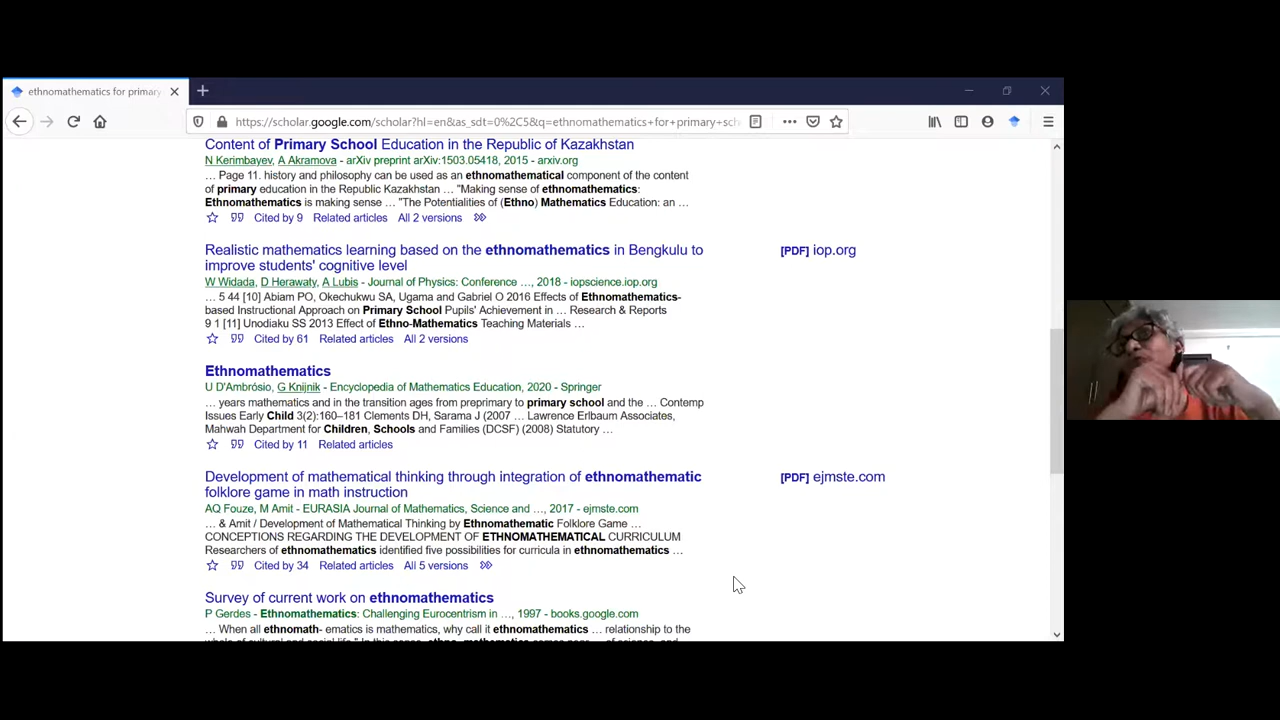 ethnomathematics for primary
https://scholar.google.com/scholar?hl=en&as_sdt=0%2C5&q=ethnomathematics+for+primary+sch
Content of Primary School Education in the Republic of Kazakhstan
N Kerimbayev, A Akramova - arXiv preprint arXiv:1503.05418, 2015 - arxiv.org
... Page 11. history and philosophy can be used as an ethnomathematical component of the content
of primary education in the Republic Kazakhstan ... "Making sense of ethnomathematics:
Ethnomathematics is making sense ... "The Potentialities of (Ethno) Mathematics Education: an ...
Cited by 9 Related articles All 2 versions
Realistic mathematics learning based on the ethnomathematics in Bengkulu to
improve students' cognitive level
[PDF] iop.org
W Widada, D Herawaty, A Lubis - Journal of Physics: Conference ..., 2018 - iopscience.iop.org
... 5 44 [10] Abiam PO, Okechukwu SA, Ugama and Gabriel O 2016 Effects of Ethnomathematics-
based Instructional Approach on Primary School Pupils' Achievement in ... Research & Reports
9 1 [11] Unodiaku SS 2013 Effect of Ethno-Mathematics Teaching Materials ...
Cited by 61 Related articles All 2 versions
Ethnomathematics
U D'Ambrósio, G Knijnik - Encyclopedia of Mathematics Education, 2020 - Springer
... years mathematics and in the transition ages from preprimary to primary school and the ... Contemp
Issues Early Child 3(2):160–181 Clements DH, Sarama J (2007 ... Lawrence Erlbaum Associates,
Mahwah Department for Children, Schools and Families (DCSF) (2008) Statutory ...
Cited by 11 Related articles
Development of mathematical thinking through integration of ethnomathematic
folklore game in math instruction
[PDF] ejmste.com
AQ Fouze, M Amit - EURASIA Journal of Mathematics, Science and ..., 2017 - ejmste.com
... & Amit / Development of Mathematical Thinking by Ethnomathematic Folklore Game ...
CONCEPTIONS REGARDING THE DEVELOPMENT OF ETHNOMATHEMATICAL CURRICULUM
Researchers of ethnomathematics identified five possibilities for curricula in ethnomathematics ...
Cited by 34 Related articles All 5 versions
Survey of current work on ethnomathematics
P Gerdes - Ethnomathematics: Challenging Eurocentrism in ..., 1997 - books.google.com
... When all ethnomath- ematics is mathematics, why call it ethnomathematics ... relationship to the